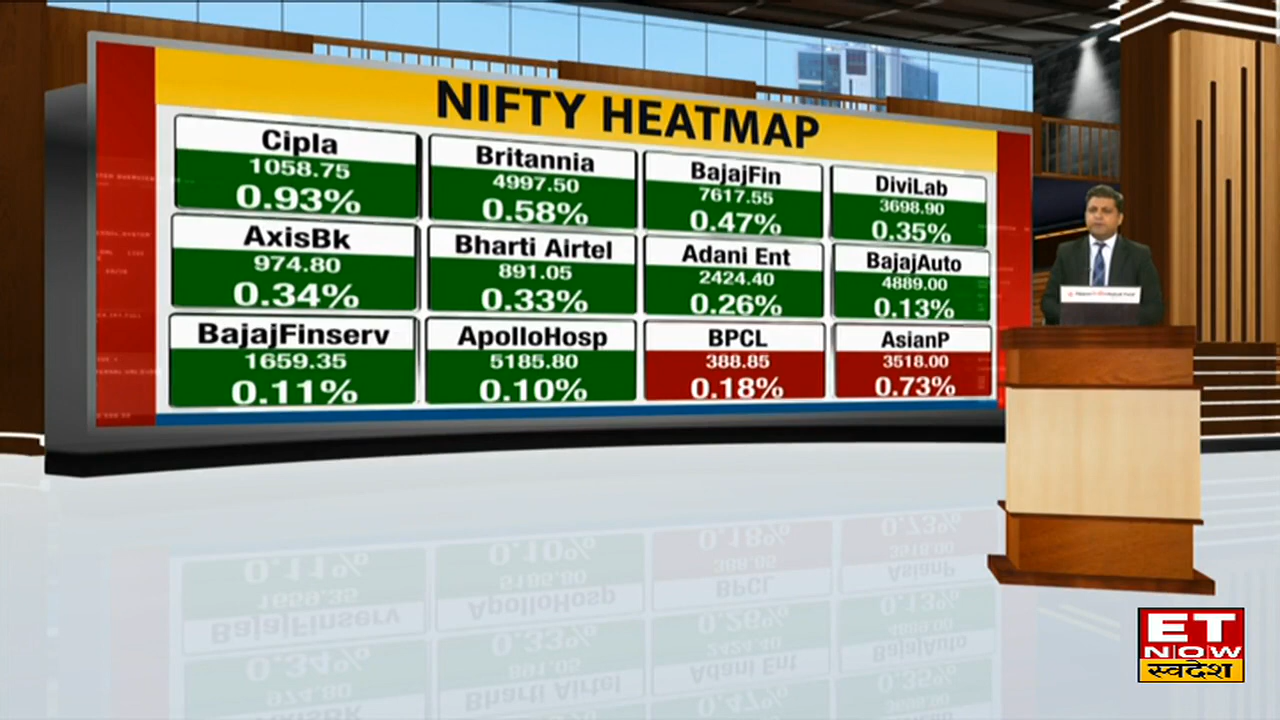 NIFTY HEATMAP
Cipla
1058.75
0.93%
Britannia
4997.50
0.58%
BajajFin
7617.55
0.47%
DiviLab
3698.90
0.35%
AxisBk
974.80
0.34%
Bharti Airtel
891.05
0.33%
Adani Ent
2424.40
0.26%
BajajAuto
4889.00
0.13%
BajajFinserv
1659.35
0.11%
ApolloHosp
5185.80
0.10%
BPCL
388.85
0.18%
AsianP
3518.00
0.73%
ET
NOW
स्वदेश